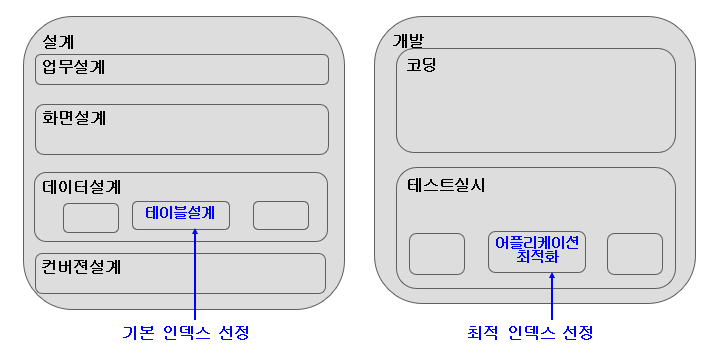 설계
업무설계
화면설계
데이터설계
테이블설계
컨버젼설계
기본 인덱스 선정
개발
코딩
테스트실시
어플리케이션
최적화
최적 인덱스 선정